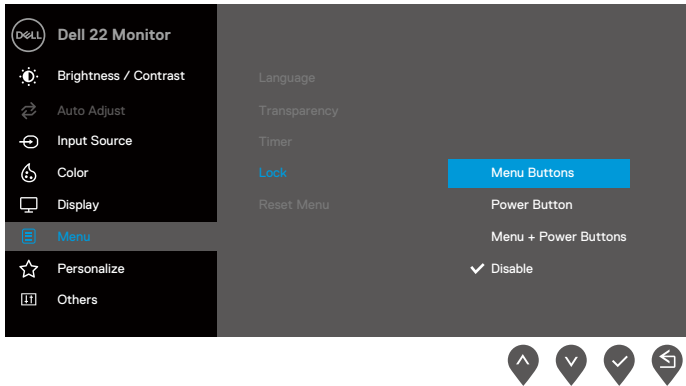 DELL
Dell 22 Monitor
Brightness / Contrast
Auto Adjust
Input Source
Color
Display
Menu
Personalize
Others
Language
Transparency
Timer
Lock
Reset Menu
Menu Buttons
Power Button
Menu + Power Buttons
Disable